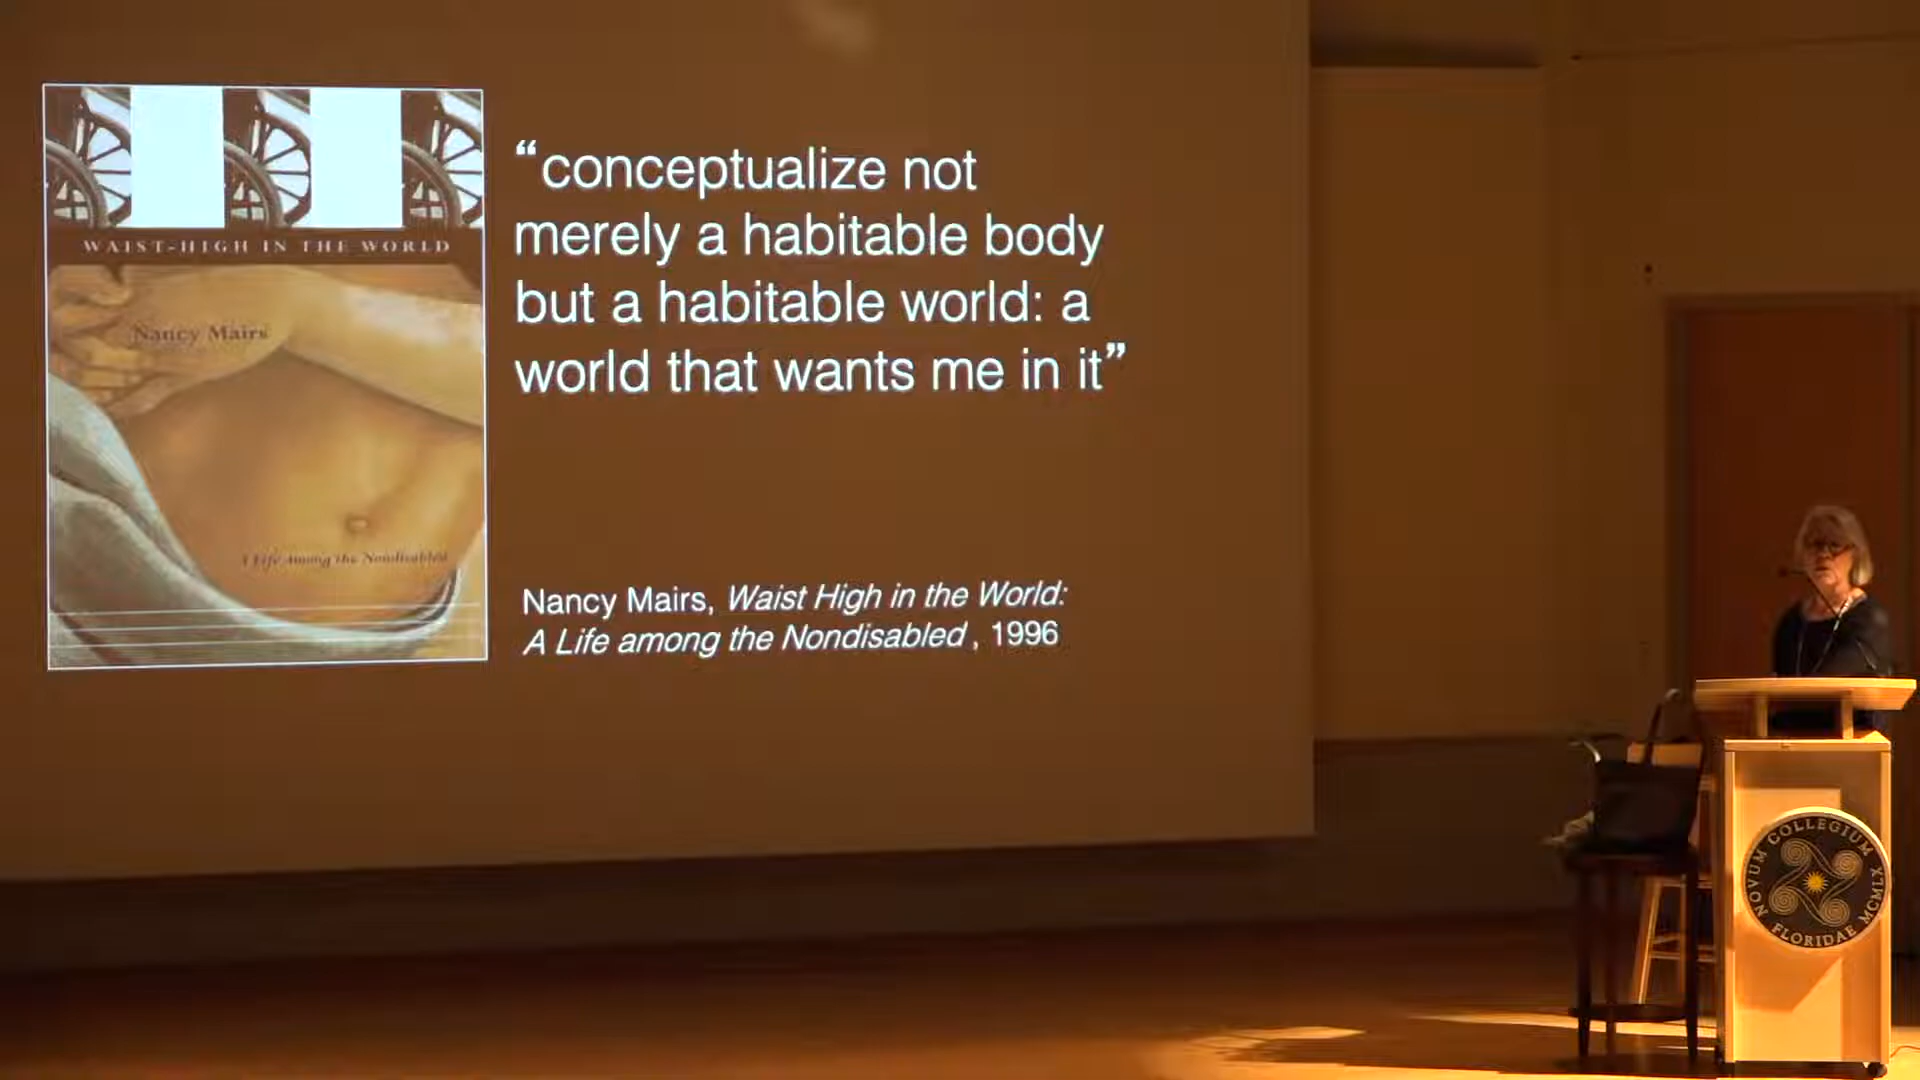 WAIST-HIGH IN THE WORLD
Nancy Mairs
A Life Among the Nondisabled
“conceptualize not
merely a habitable body
but a habitable world: a
world that wants me in it”
Nancy Mairs, Waist High in the World:
A Life among the Nondisabled , 1996
NOVUM COLLEGIUM FLORIDAE MCMLX